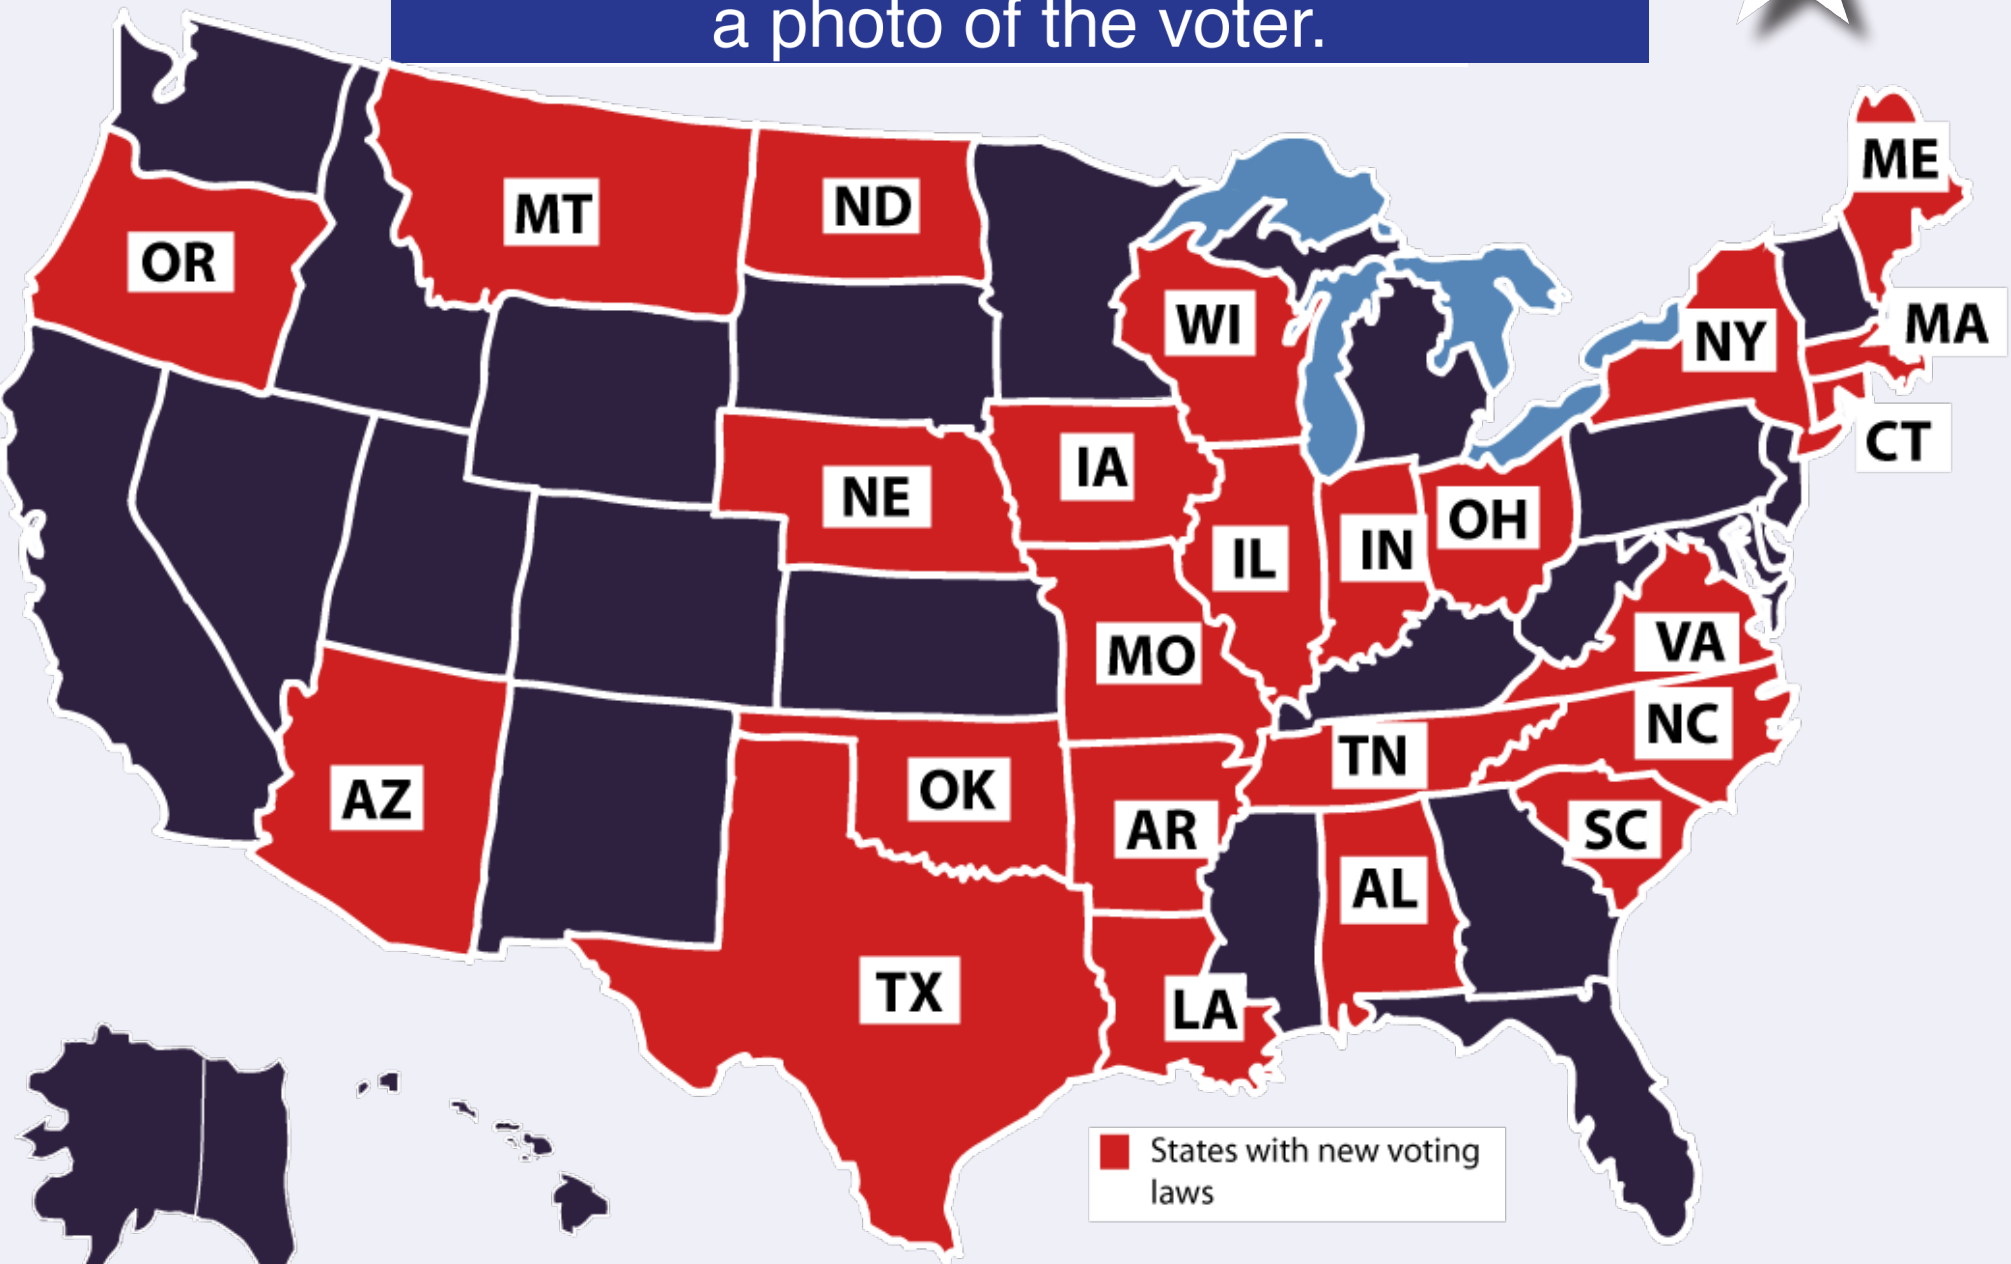 a photo of the voter.
ME
MT
ND
OR
WI
MA
NY
CT
IA
NE
OH
IN
IL
VA
MO
NC
TN
OK
AZ
AR
SC
AL
TX
LA
States with new voting
laws